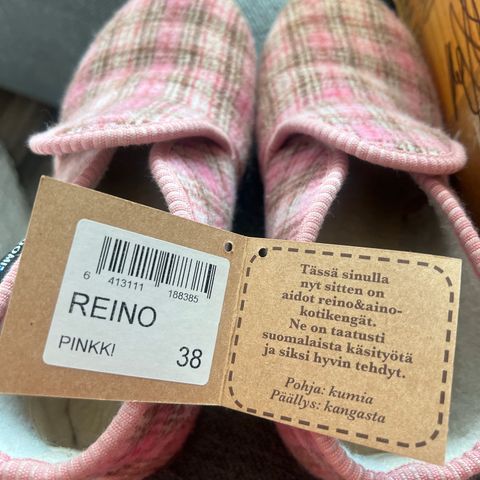 6 413111 188385
REINO
PINKK!
38
Tässä sinulla
nyt sitten on
aidot reino&aino-
kotikengät.
Ne on taatusti
suomalaista käsityötä
ja siksi hyvin tehdyt.
Pohja: kumia
Päällys: kangasta